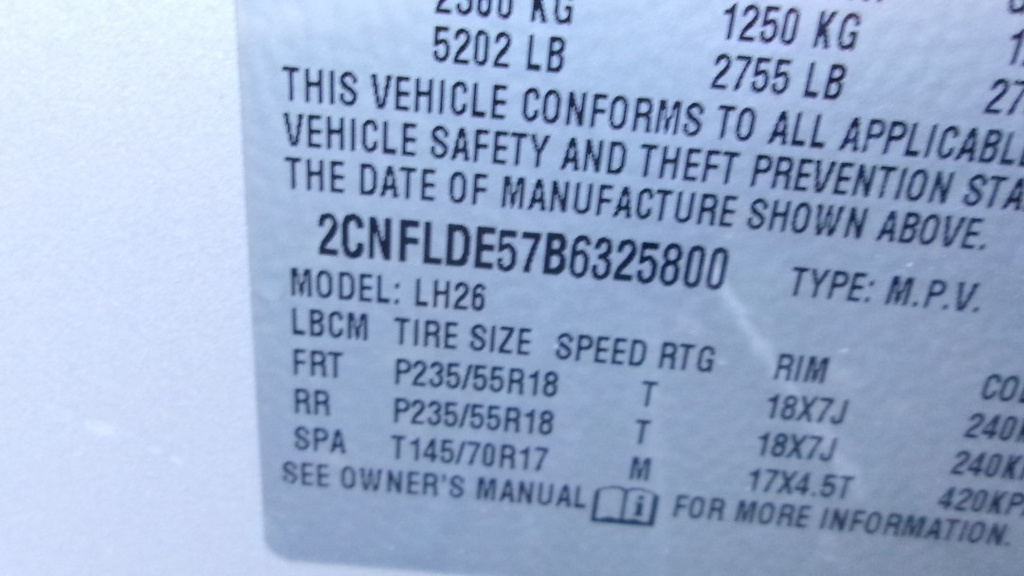 KG 1250 KG
5202 LB 2755 LB
THIS VEHICLE CONFORMS TO ALL
VEHICLE SAFETY AND THEFT PREVENTION
THE DATE OF MANUFACTURE SHOWN ABOVE.
2CNFLDE57B6325800 TYPE: M.P.V.
MODEL: LH26
LBCM TIRE SIZE SPEED RTG RIM
FRT P235/55R18 T 18X7J
RR P235/55R18 T 18X7J
SPA T145/70R17 M 17X4.5T
SEE OWNER'S MANUAL FOR MORE INFORMATION.